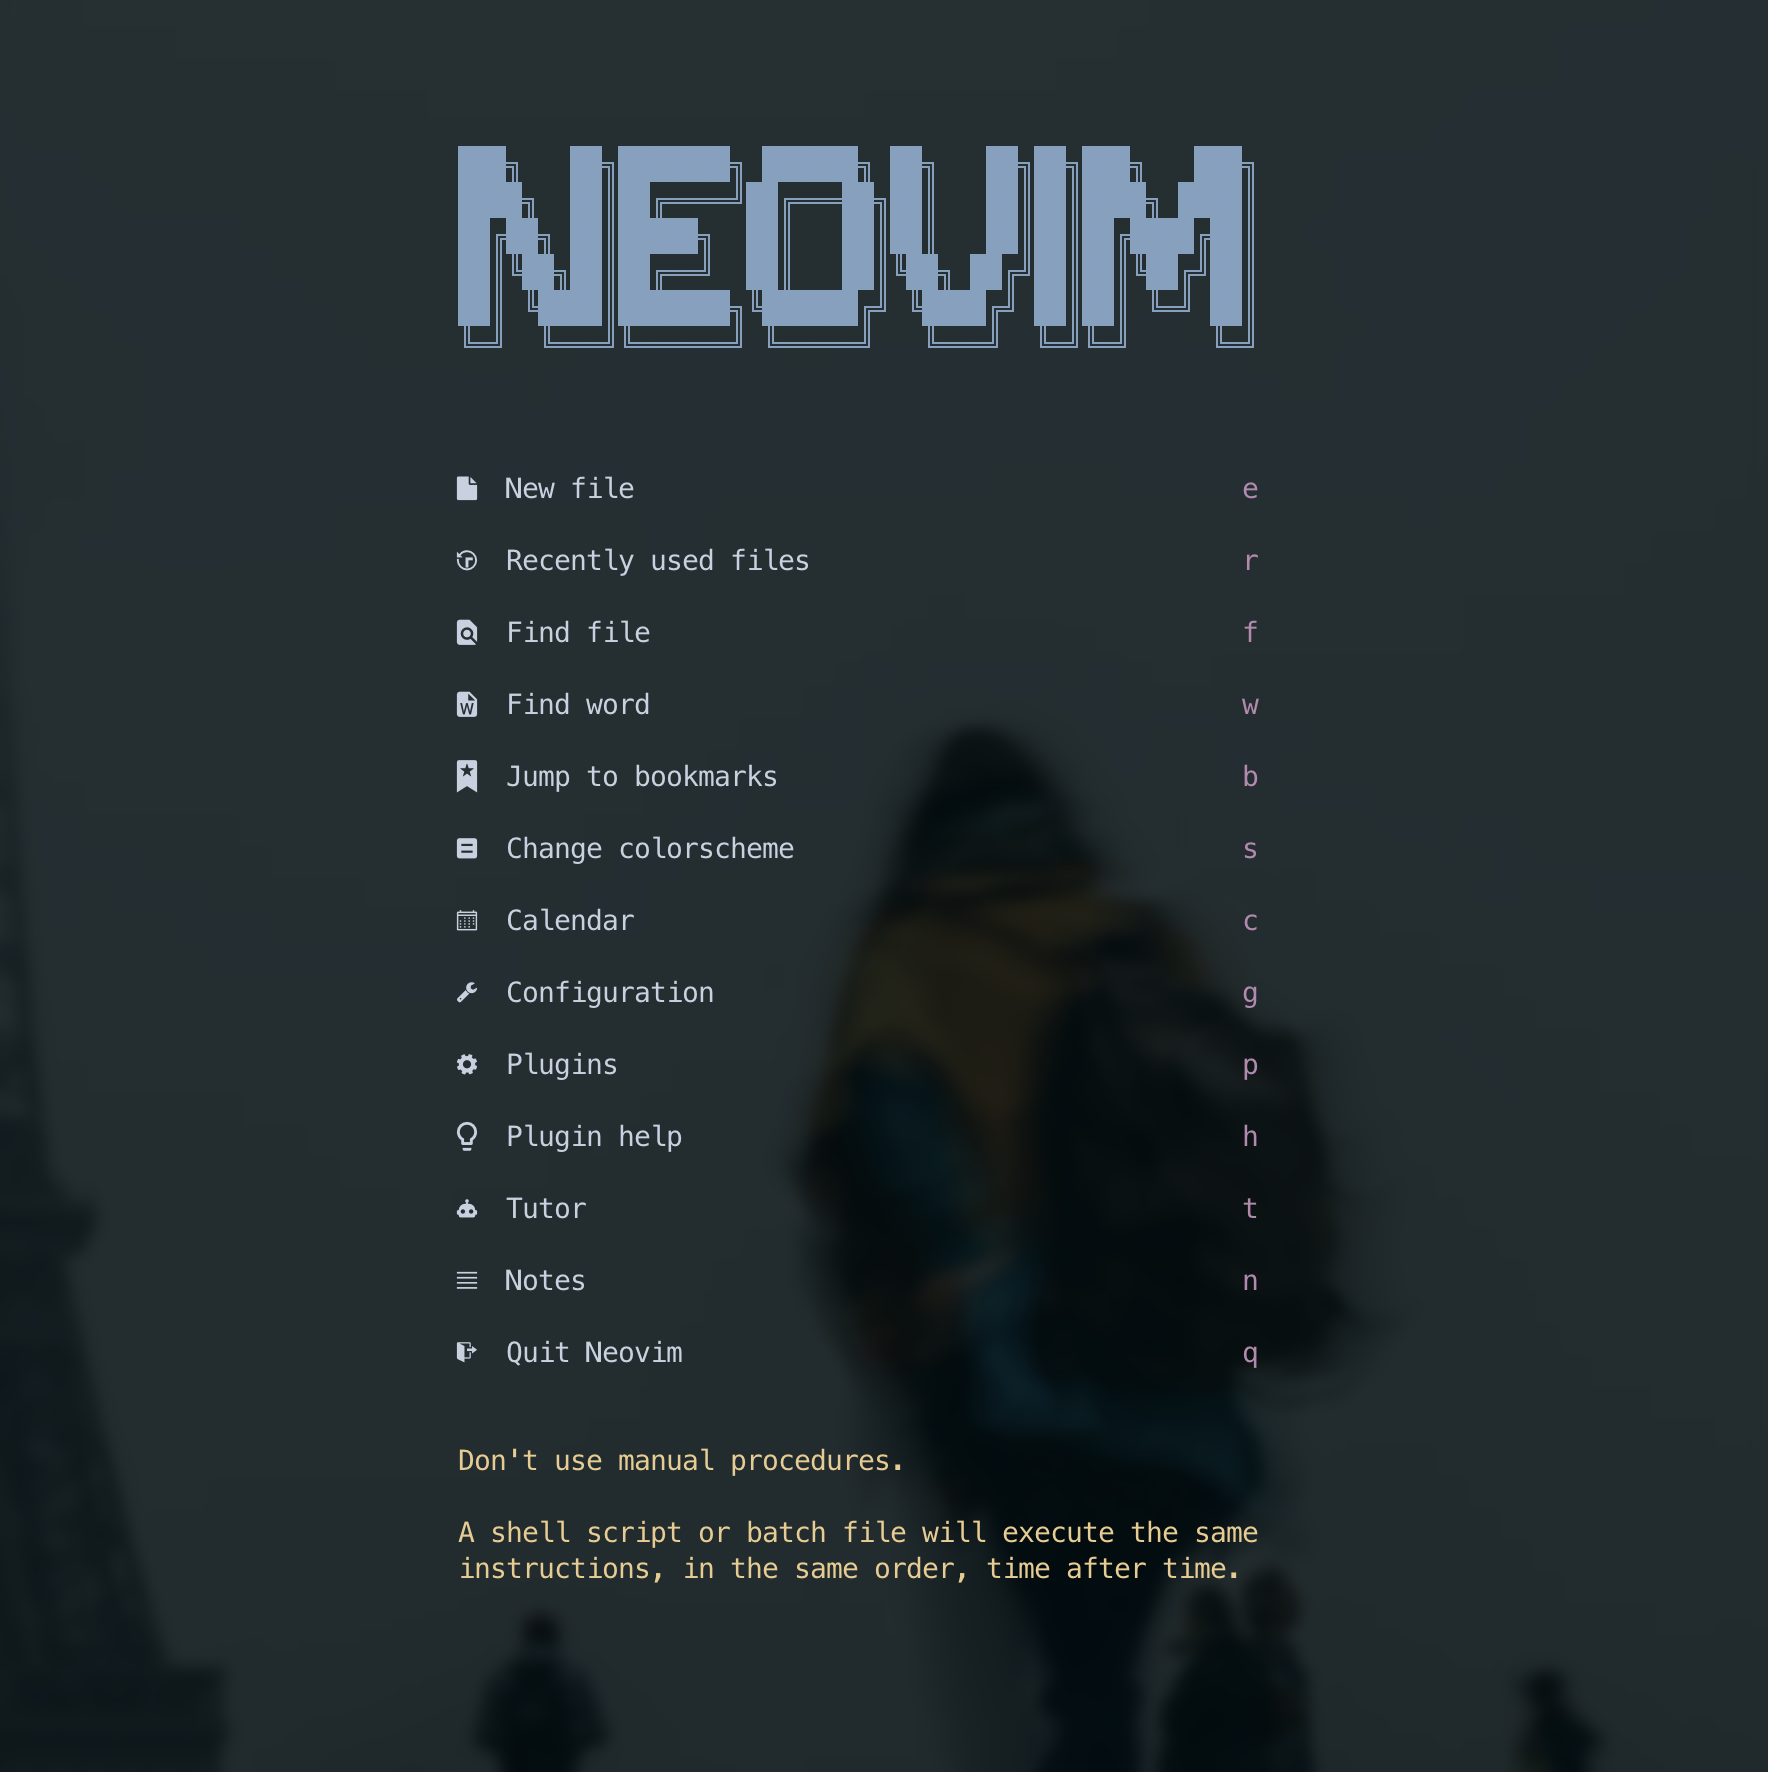 NEOVIM
New file e
Recently used files r
Find file f
Find word w
Jump to bookmarks b
Change colorscheme s
Calendar c
Configuration g
Plugins p
Plugin help h
Tutor t
Notes n
Quit Neovim q
Don't use manual procedures.
A shell script or batch file will execute the same
instructions, in the same order, time after time.